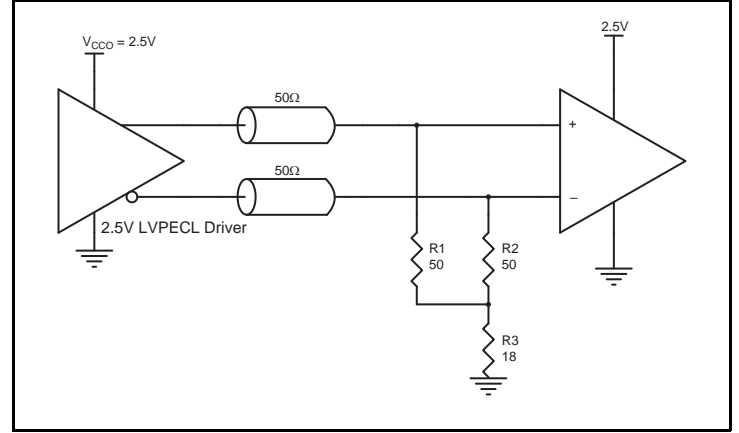 V_CCO = 2.5V
2.5V
50Ω
+
50Ω
–
2.5V LVPECL Driver
R1
50
R2
50
R3
18